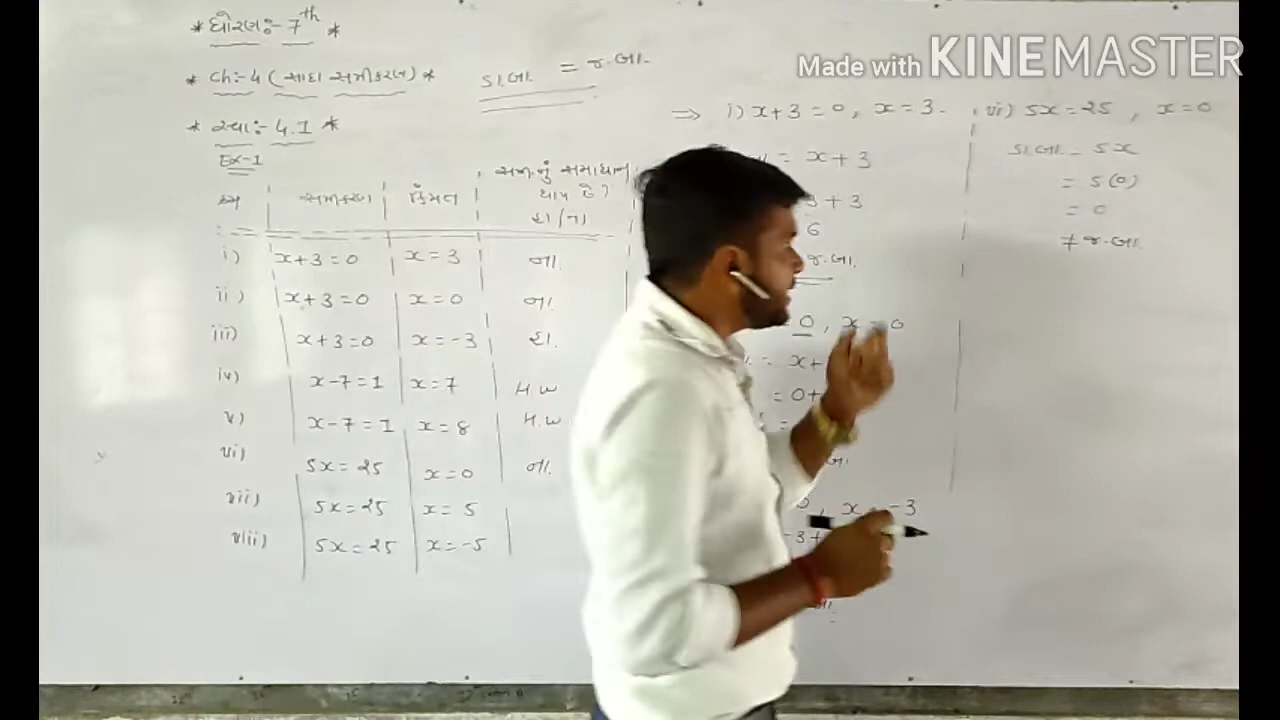 Made with KINEMASTER
* ધોરણ:- 7th *
* Ch:- 4 (સાદા સમીકરણ) *
* સ્વા:- 4.1 *
Ex-1
ડા.બા. = જ.બા.
ક્રમ સમીકરણ કિંમત સમી.નું સમાધાન
થાય છે?
હા/ના
i) x+3=0 x=3 ના.
ii) x+3=0 x=0 ના.
iii) x+3=0 x=-3 હા.
iv) x-7=1 x=7 H.W
v) x-7=1 x=8 H.W
vi) 5x=25 x=0 ના.
vii) 5x=25 x=5
viii) 5x=25 x=-5
⇒ i) x+3=0, x=3.
= x+3
3+3
6
જ.બા.
0, x=0
= x+
= 0+
=
0, x -3
-3+
vi) 5x=25, x=0
ડા.બા. = 5x
= 5(0)
= 0
≠ જ.બા.